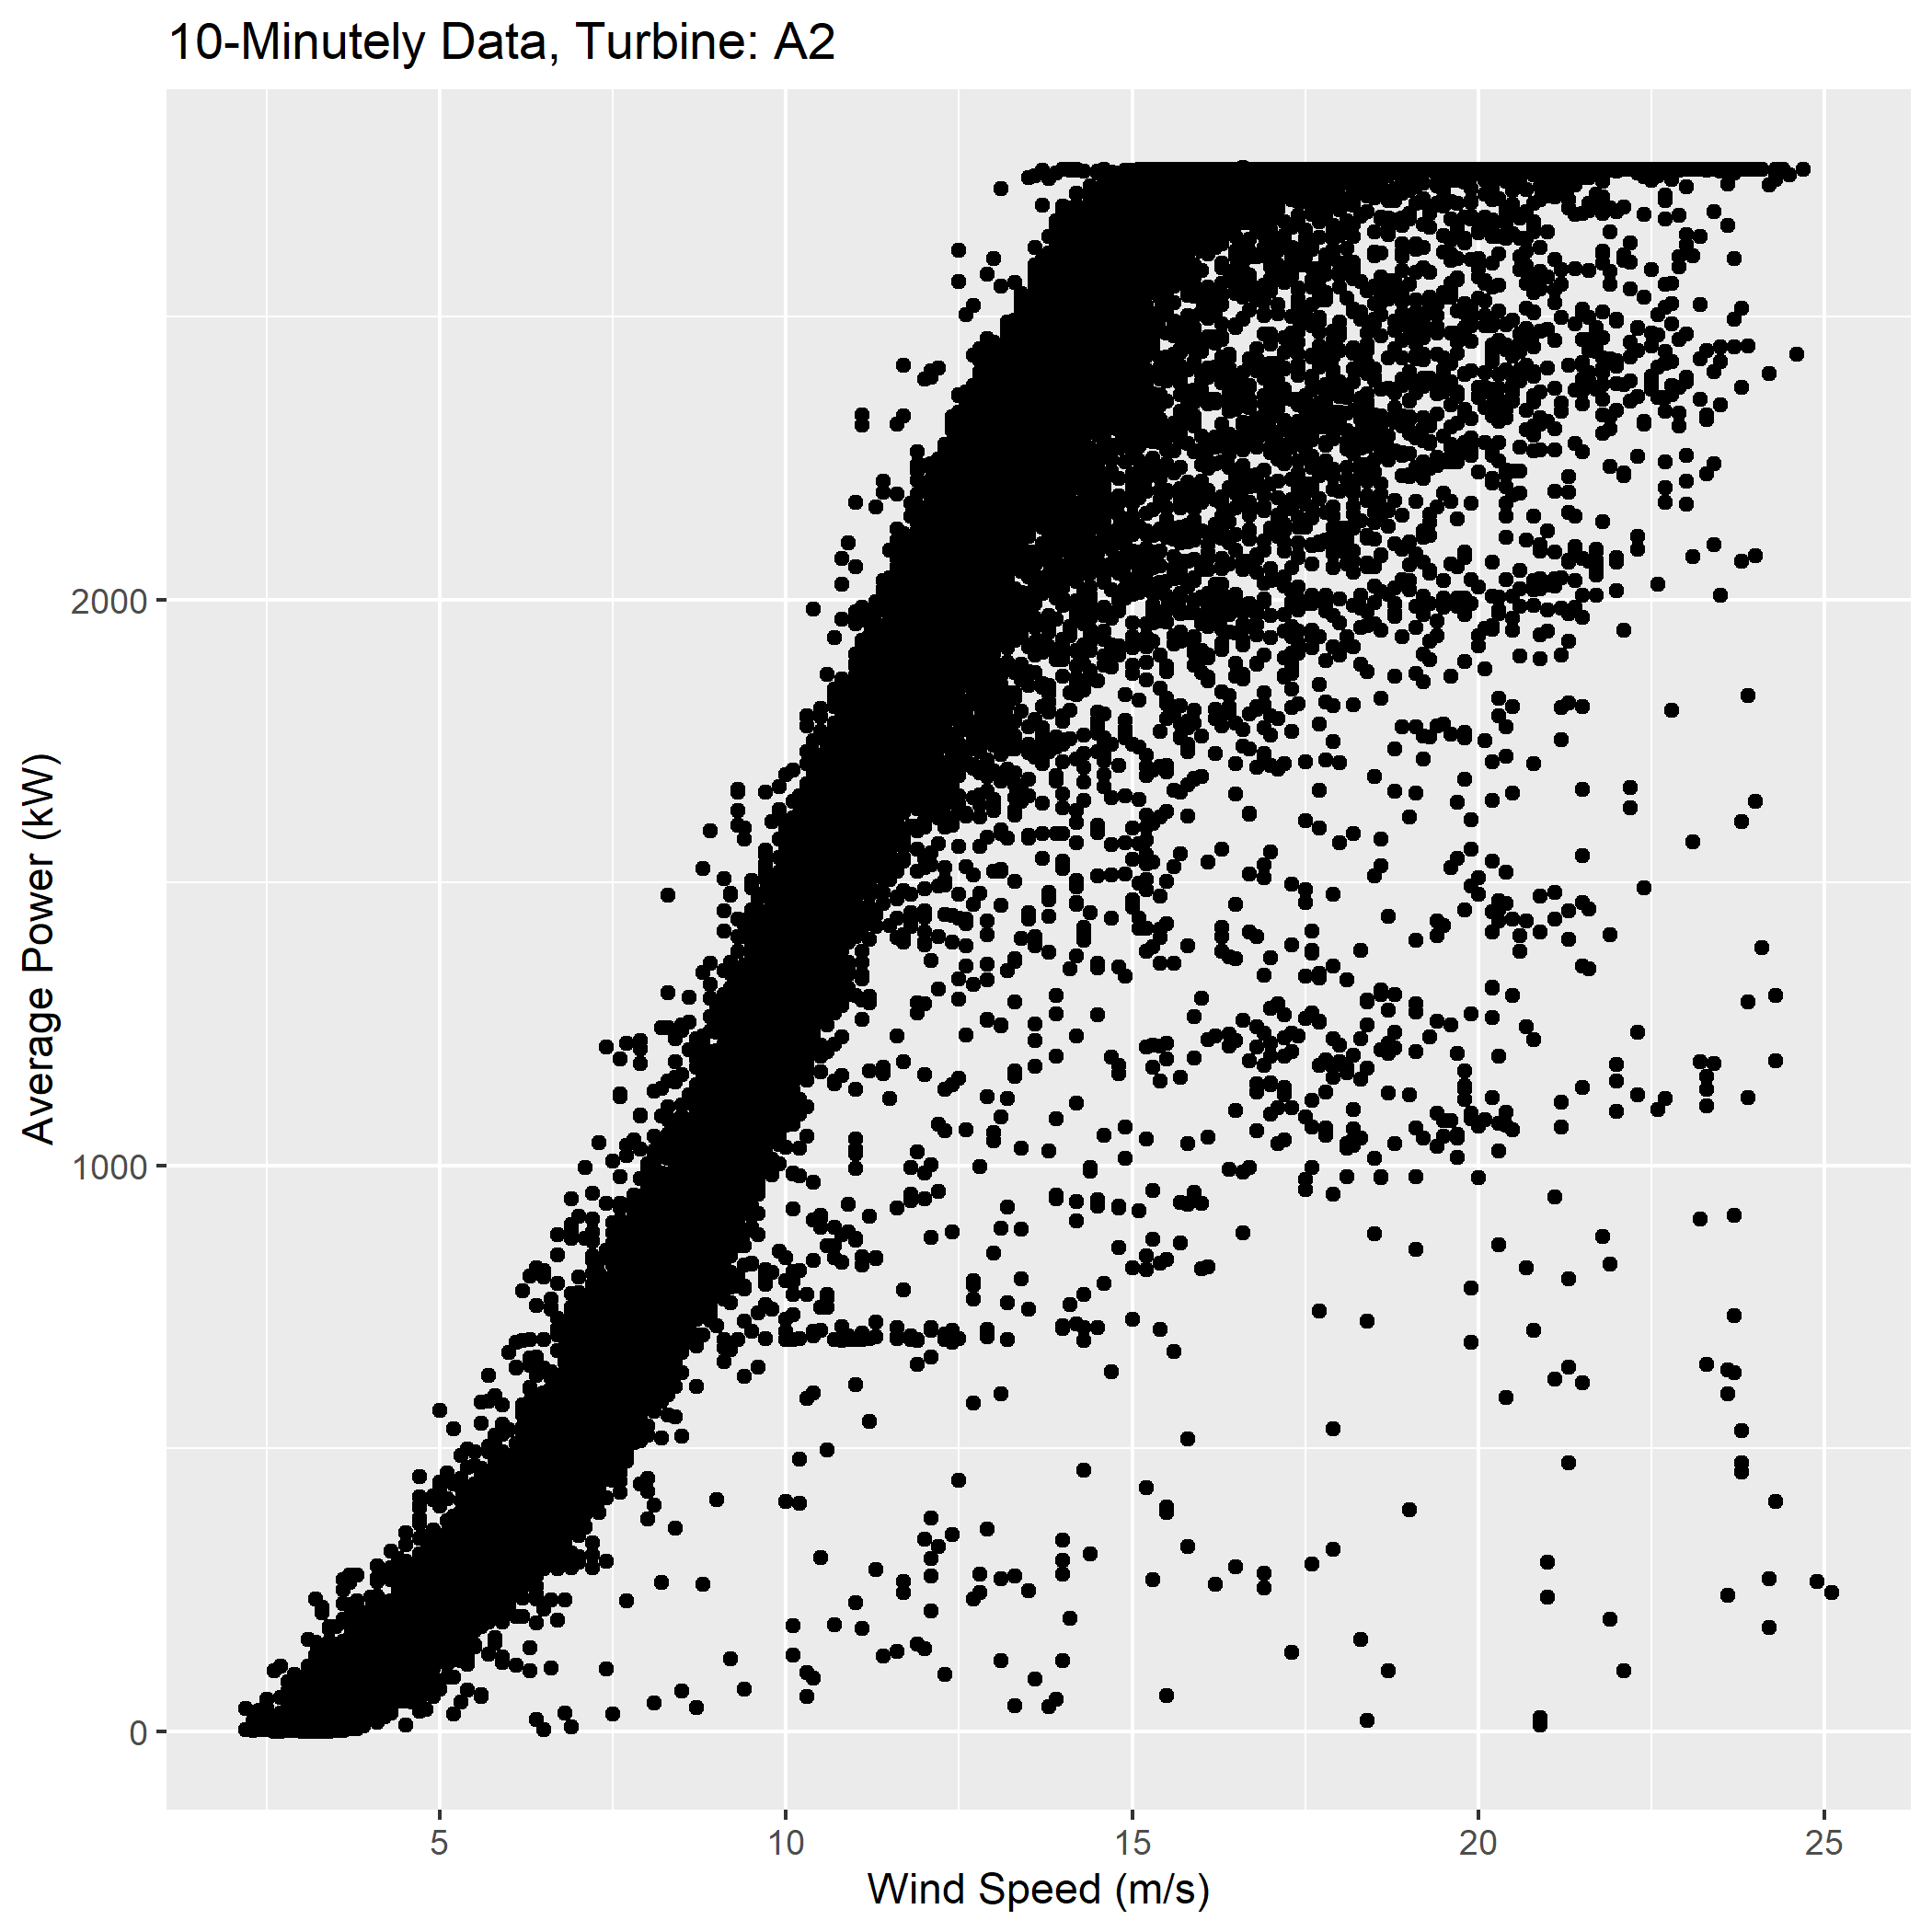 10-Minutely Data, Turbine: A2
Average Power (kW)
2000
1000
0
5 10 15 20 25
Wind Speed (m/s)